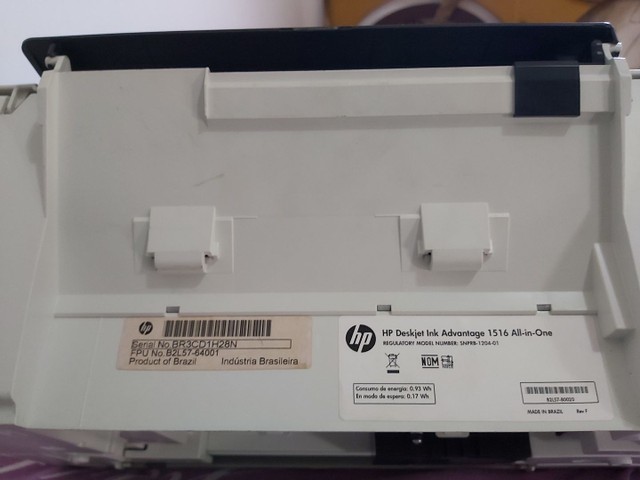 hp
Serial No.BR3CD1H28N
FPU No.B2L57-64001
Product of Brazil Indústria Brasileira
hp HP Deskjet Ink Advantage 1516 All-in-One
REGULATORY MODEL NUMBER: SNPRB-1204-01
NOM
Consumo de energia: 0.93 Wh
En modo de espera: 0.17 Wh
B2L57-80020
MADE IN BRAZIL Rev F